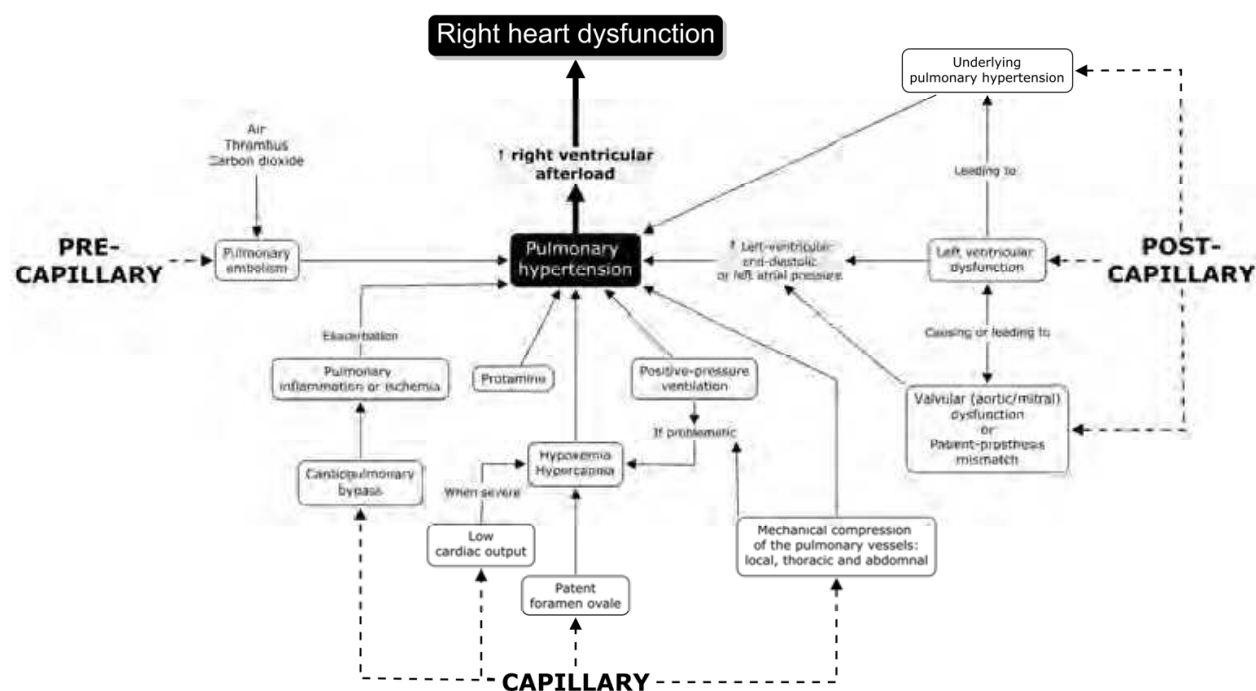 Right heart dysfunction
Underlying
pulmonary hypertension
Air
Thrombus
Carbon dioxide
↑ right ventricular
afterload
Leading to
PRE-
CAPILLARY
Pulmonary
embolism
Pulmonary
hypertension
↑ Left-ventricular
end-diastolic
or left atrial pressure
Left ventricular
dysfunction
POST-
CAPILLARY
Exacerbation
Causing or leading to
Pulmonary
inflammation or ischemia
Protamine
Positive-pressure
ventilation
Valvular (aortic/mitral)
dysfunction
or
Patient-prosthesis
mismatch
If problematic
Hypoxemia
Hypercapnia
Cardiopulmonary
bypass
When severe
Low
cardiac output
Mechanical compression
of the pulmonary vessels:
local, thoracic and abdomnal
Patent
foramen ovale
CAPILLARY